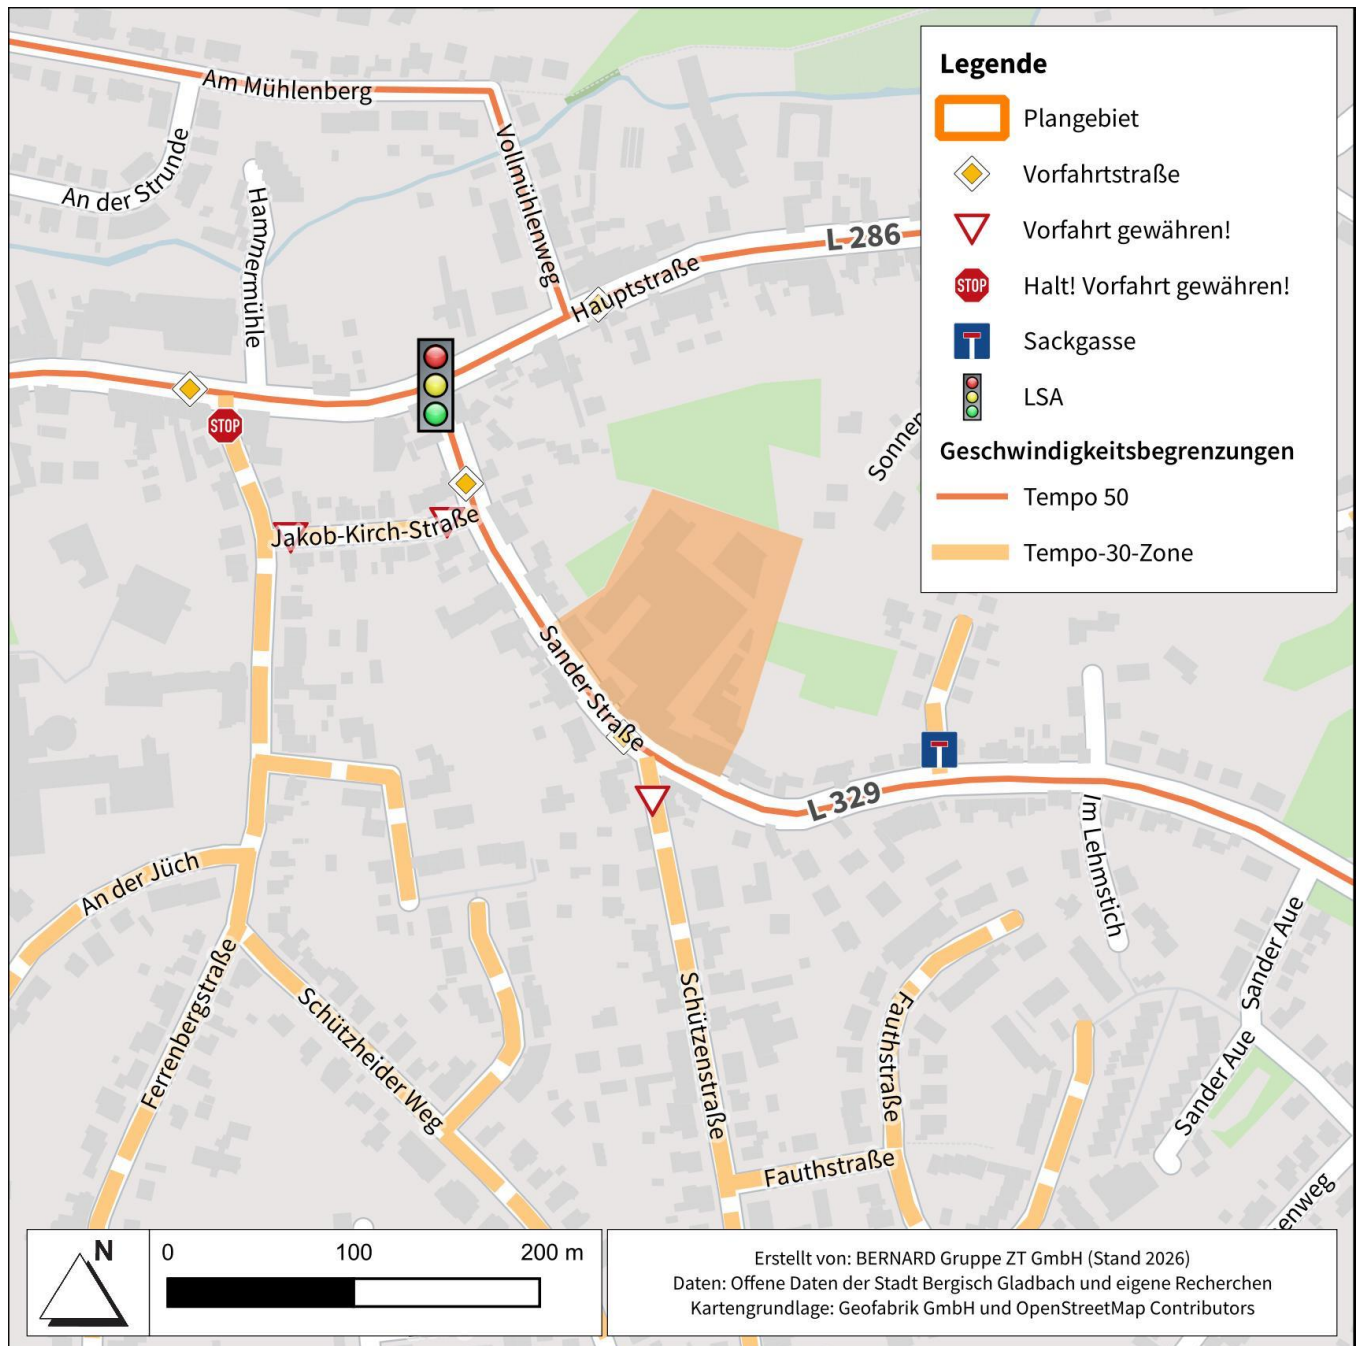 Am Mühlenberg
An der Strunde
Hammermühle
Vollmühlenweg
Hauptstraße
L 286
Legende
Plangebiet
Vorfahrtstraße
Vorfahrt gewähren!
STOP
Halt! Vorfahrt gewähren!
Sackgasse
LSA
Geschwindigkeitsbegrenzungen
Tempo 50
Tempo-30-Zone
Sonnen
STOP
Jakob-Kirch-Straße
Sander Straße
L 329
Im Lehmstich
An der Jüch
Ferrenbergstraße
Schützheider Weg
Schützenstraße
Fauthstraße
Fauthstraße
Sander Aue
Sander Aue
enweg
N
0 100 200 m
Erstellt von: BERNARD Gruppe ZT GmbH (Stand 2026)
Daten: Offene Daten der Stadt Bergisch Gladbach und eigene Recherchen
Kartengrundlage: Geofabrik GmbH und OpenStreetMap Contributors